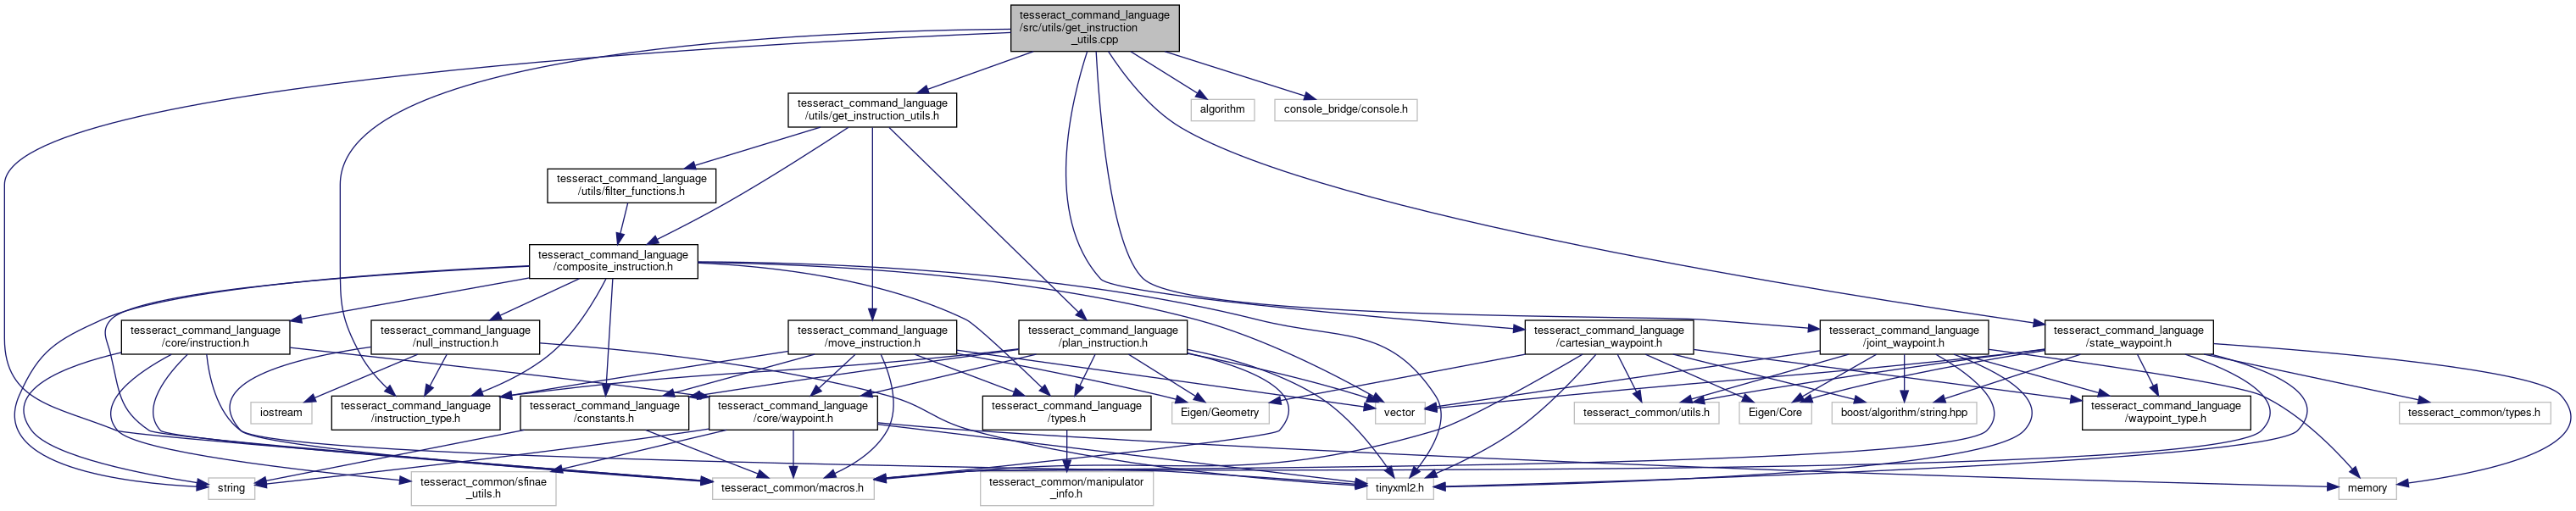 tesseract_command_language
/src/utils/get_instruction
_utils.cpp
tesseract_command_language
/utils/get_instruction_utils.h
algorithm
console_bridge/console.h
tesseract_command_language
/utils/filter_functions.h
tesseract_command_language
/composite_instruction.h
tesseract_command_language
/core/instruction.h
tesseract_command_language
/null_instruction.h
tesseract_command_language
/move_instruction.h
tesseract_command_language
/plan_instruction.h
tesseract_command_language
/cartesian_waypoint.h
tesseract_command_language
/joint_waypoint.h
tesseract_command_language
/state_waypoint.h
iostream
tesseract_command_language
/instruction_type.h
tesseract_command_language
/constants.h
tesseract_command_language
/core/waypoint.h
tesseract_command_language
/types.h
Eigen/Geometry
vector
tesseract_common/utils.h
Eigen/Core
boost/algorithm/string.hpp
tesseract_command_language
/waypoint_type.h
tesseract_common/types.h
string
tesseract_common/sfinae
_utils.h
tesseract_common/macros.h
tesseract_common/manipulator
_info.h
tinyxml2.h
memory